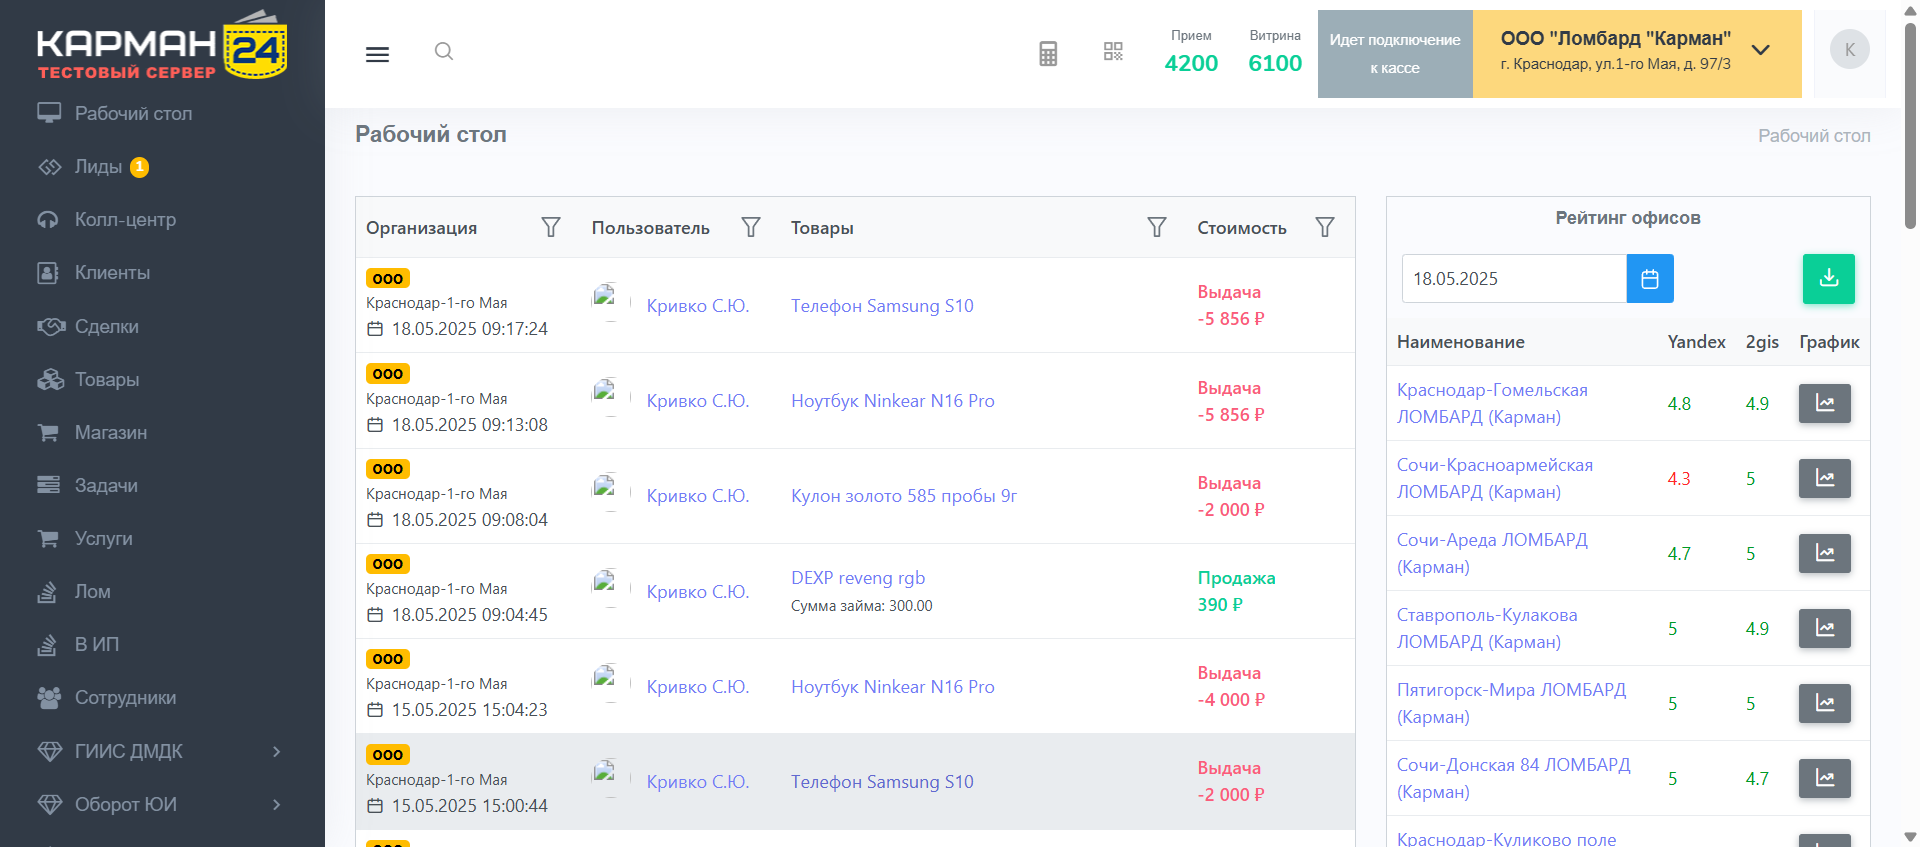 КАРМАН 24
ТЕСТОВЫЙ СЕРВЕР
Рабочий стол
Лиды 1
Колл-центр
Клиенты
Сделки
Товары
Магазин
Задачи
Услуги
Лом
В ИП
Сотрудники
ГИИС ДМДК
Оборот ЮИ
Прием
4200
Витрина
6100
Идет подключение
к кассе
ООО "Ломбард "Карман"
г. Краснодар, ул.1-го Мая, д. 97/3
К
Рабочий стол
Рабочий стол
Организация Пользователь Товары Стоимость
ООО
Краснодар-1-го Мая
18.05.2025 09:17:24
Кривко С.Ю.
Телефон Samsung S10
Выдача
-5 856 ₽
ООО
Краснодар-1-го Мая
18.05.2025 09:13:08
Кривко С.Ю.
Ноутбук Ninkear N16 Pro
Выдача
-5 856 ₽
ООО
Краснодар-1-го Мая
18.05.2025 09:08:04
Кривко С.Ю.
Кулон золото 585 пробы 9г
Выдача
-2 000 ₽
ООО
Краснодар-1-го Мая
18.05.2025 09:04:45
Кривко С.Ю.
DEXP reveng rgb
Сумма займа: 300.00
Продажа
390 ₽
ООО
Краснодар-1-го Мая
15.05.2025 15:04:23
Кривко С.Ю.
Ноутбук Ninkear N16 Pro
Выдача
-4 000 ₽
ООО
Краснодар-1-го Мая
15.05.2025 15:00:44
Кривко С.Ю.
Телефон Samsung S10
Выдача
-2 000 ₽
ООО
Рейтинг офисов
18.05.2025
Наименование Yandex 2gis График
Краснодар-Гомельская
ЛОМБАРД (Карман)
4.8 4.9
Сочи-Красноармейская
ЛОМБАРД (Карман)
4.3 5
Сочи-Ареда ЛОМБАРД
(Карман)
4.7 5
Ставрополь-Кулакова
ЛОМБАРД (Карман)
5 4.9
Пятигорск-Мира ЛОМБАРД
(Карман)
5 5
Сочи-Донская 84 ЛОМБАРД
(Карман)
5 4.7
Краснодар-Куликово поле